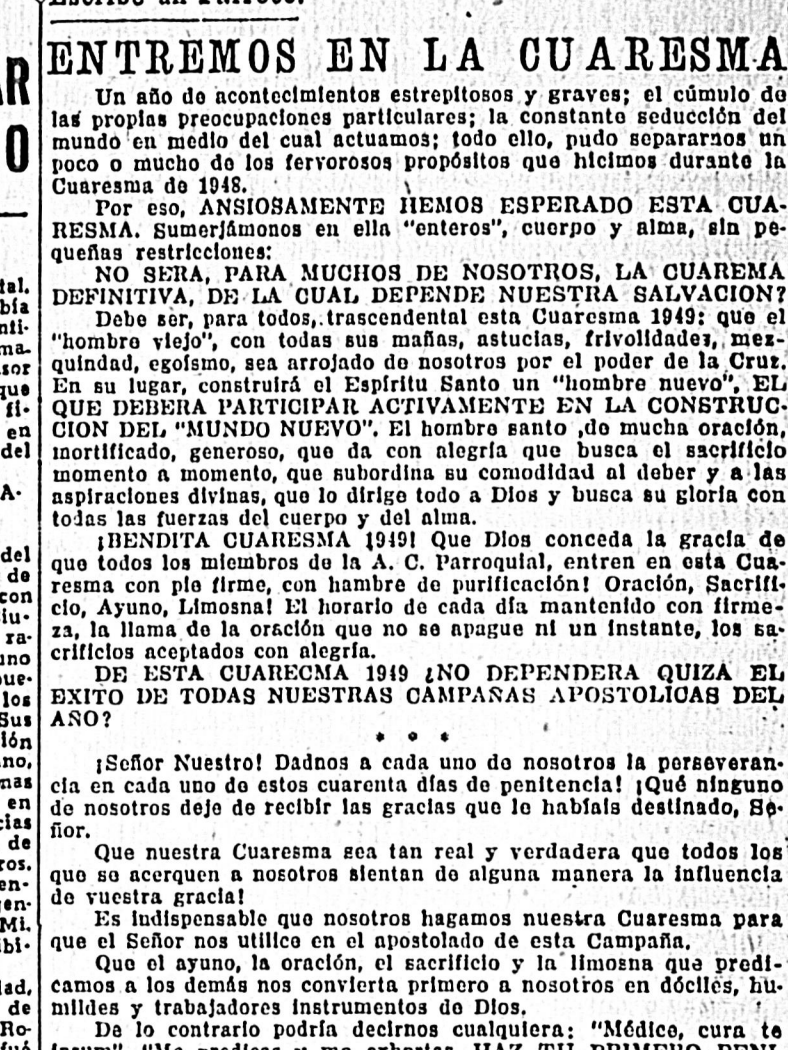 Escribe un Párroco.
ENTREMOS EN LA CUARESMA
Un año de acontecimientos estrepitosos y graves; el cúmulo de
las propias preocupaciones particulares; la constante seducción del
mundo en medio del cual actuamos; todo ello, pudo separarnos un
poco o mucho de los fervorosos propósitos que hicimos durante la
Cuaresma de 1948.
Por eso, ANSIOSAMENTE HEMOS ESPERADO ESTA CUA-
RESMA. Sumerjámonos en ella "enteros", cuerpo y alma, sin pe-
queñas restricciones:
NO SERA, PARA MUCHOS DE NOSOTROS, LA CUAREMA
DEFINITIVA, DE LA CUAL DEPENDE NUESTRA SALVACION?
Debe ser, para todos, trascendental esta Cuaresma 1949: que el
"hombre viejo", con todas sus mañas, astucias, frivolidades, mez-
quindad, egoísmo, sea arrojado de nosotros por el poder de la Cruz.
En su lugar, construirá el Espíritu Santo un "hombre nuevo", EL
QUE DEBERA PARTICIPAR ACTIVAMENTE EN LA CONSTRUC-
CION DEL "MUNDO NUEVO". El hombre santo ,de mucha oración,
mortificado, generoso, que da con alegría que busca el sacrificio
momento a momento, que subordina su comodidad al deber y a las
aspiraciones divinas, que lo dirige todo a Dios y busca su gloria con
todas las fuerzas del cuerpo y del alma.
¡BENDITA CUARESMA 1949! Que Dios conceda la gracia de
que todos los miembros de la A. C. Parroquial, entren en esta Cua-
resma con pie firme, con hambre de purificación! Oración, Sacrifi-
cio, Ayuno, Limosna! El horario de cada día mantenido con firme-
za, la llama de la oración que no se apague ni un instante, los sa-
crificios aceptados con alegría.
DE ESTA CUARECMA 1949 ¿NO DEPENDERA QUIZA EL
EXITO DE TODAS NUESTRAS CAMPAÑAS APOSTOLICAS DEL
AÑO?
* * *
¡Señor Nuestro! Dadnos a cada uno de nosotros la perseveran-
cia en cada uno de estos cuarenta días de penitencia! ¡Qué ninguno
de nosotros deje de recibir las gracias que le habíais destinado, Se-
ñor.
Que nuestra Cuaresma sea tan real y verdadera que todos los
que se acerquen a nosotros sientan de alguna manera la influencia
de vuestra gracia!
Es indispensable que nosotros hagamos nuestra Cuaresma para
que el Señor nos utilice en el apostolado de esta Campaña.
Que el ayuno, la oración, el sacrificio y la limosna que predi-
camos a los demás nos convierta primero a nosotros en dóciles, hu-
mildes y trabajadores instrumentos de Dios.
De lo contrario podría decirnos cualquiera: "Médico, cura te